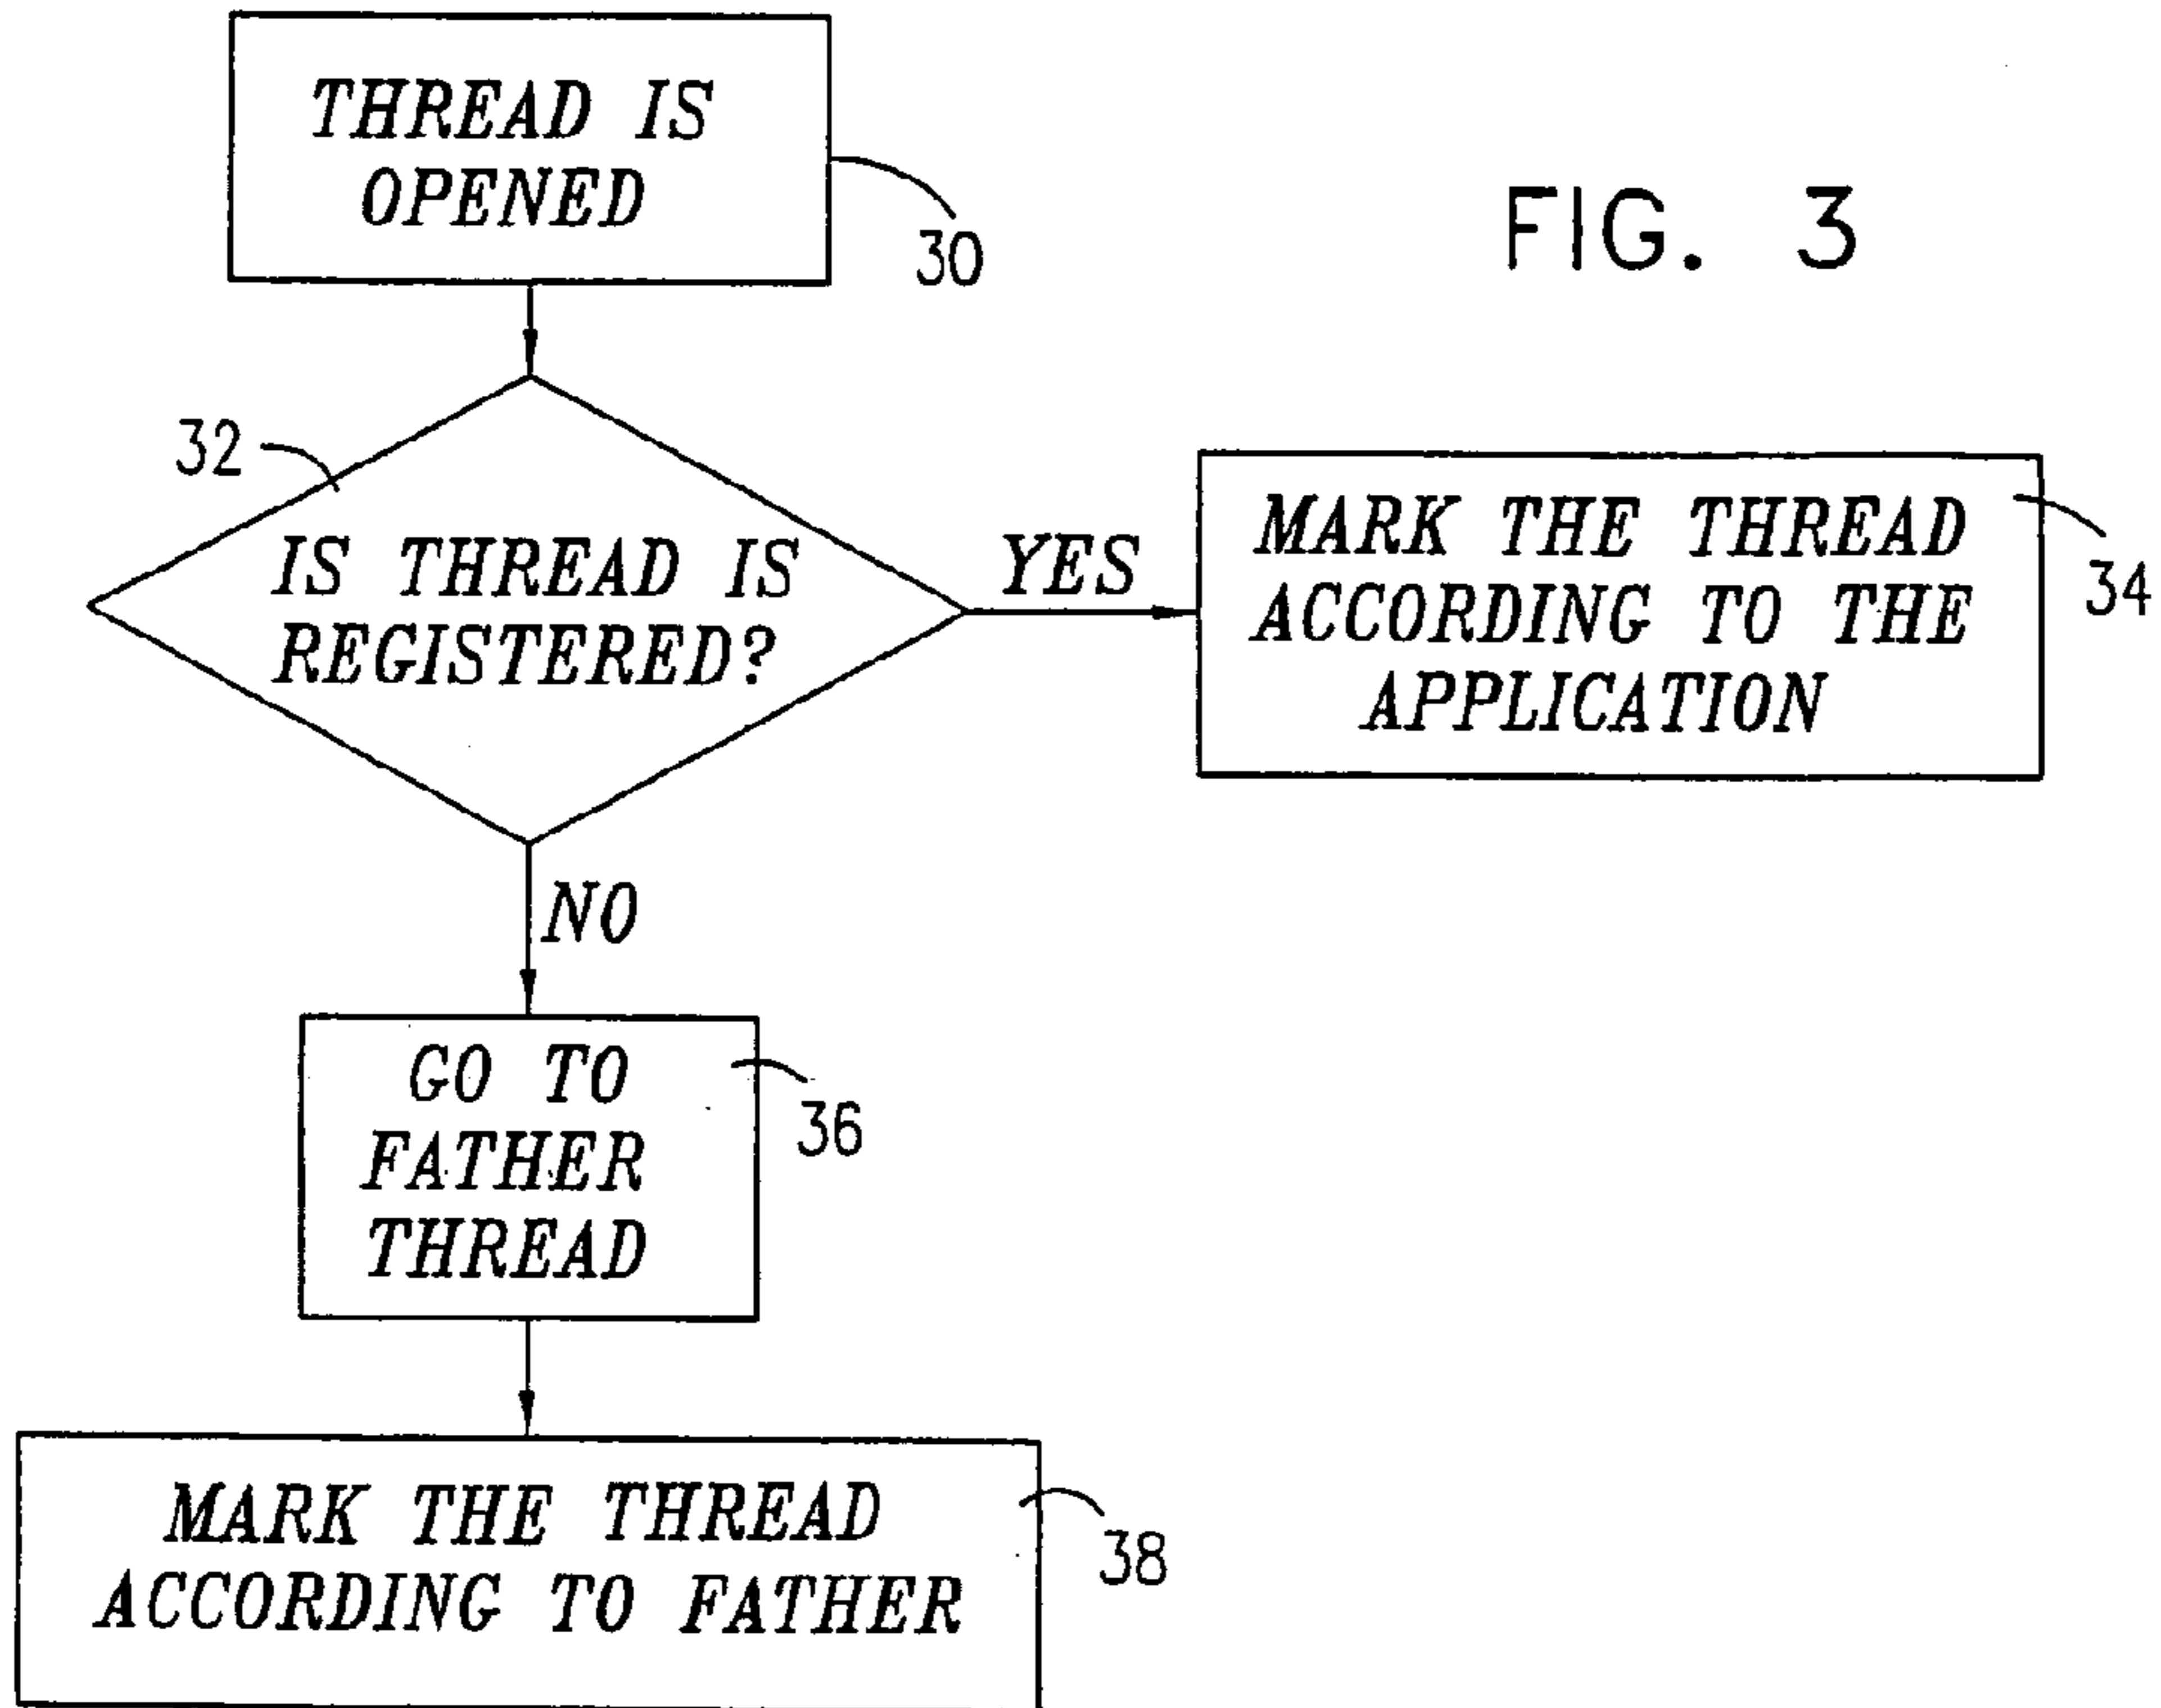 THREAD IS
OPENED
30
FIG. 3
32
IS THREAD IS
REGISTERED?
YES
MARK THE THREAD
ACCORDING TO THE
APPLICATION
34
NO
GO TO
FATHER
THREAD
36
MARK THE THREAD
ACCORDING TO FATHER
38